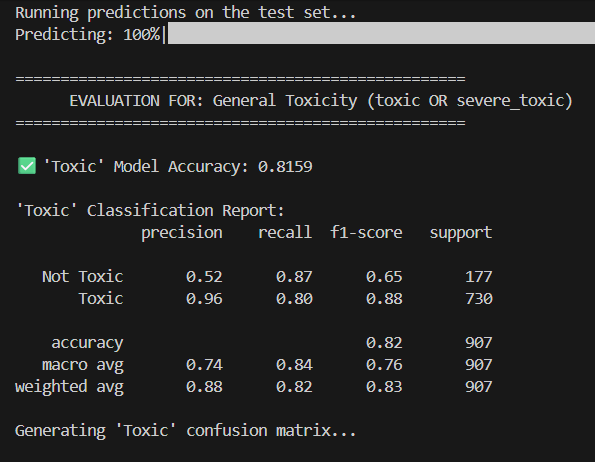 Running predictions on the test set...
Predicting: 100%|
==================================================
EVALUATION FOR: General Toxicity (toxic OR severe_toxic)
==================================================
✅ 'Toxic' Model Accuracy: 0.8159
'Toxic' Classification Report:
precision recall f1-score support
Not Toxic 0.52 0.87 0.65 177
Toxic 0.96 0.80 0.88 730
accuracy 0.82 907
macro avg 0.74 0.84 0.76 907
weighted avg 0.88 0.82 0.83 907
Generating 'Toxic' confusion matrix...